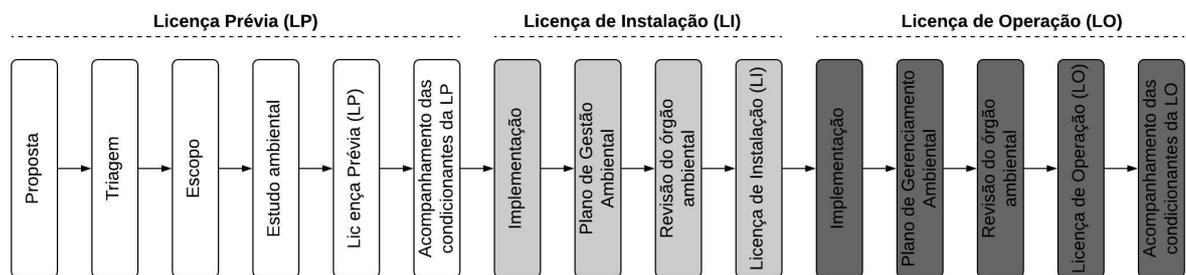 Licença Prévia (LP)
Licença de Instalação (LI)
Licença de Operação (LO)
Proposta
Triagem
Escopo
Estudo ambiental
Lic ença Prévia (LP)
Acompanhamento das
condicionantes da LP
Implementação
Plano de Gestão
Ambiental
Revisão do órgão
ambiental
Licença de Instalação (LI)
Implementação
Plano de Gerenciamento
Ambiental
Revisão do órgão
ambiental
Licença de Operação (LO)
Acompanhamento das
condicionantes da LO